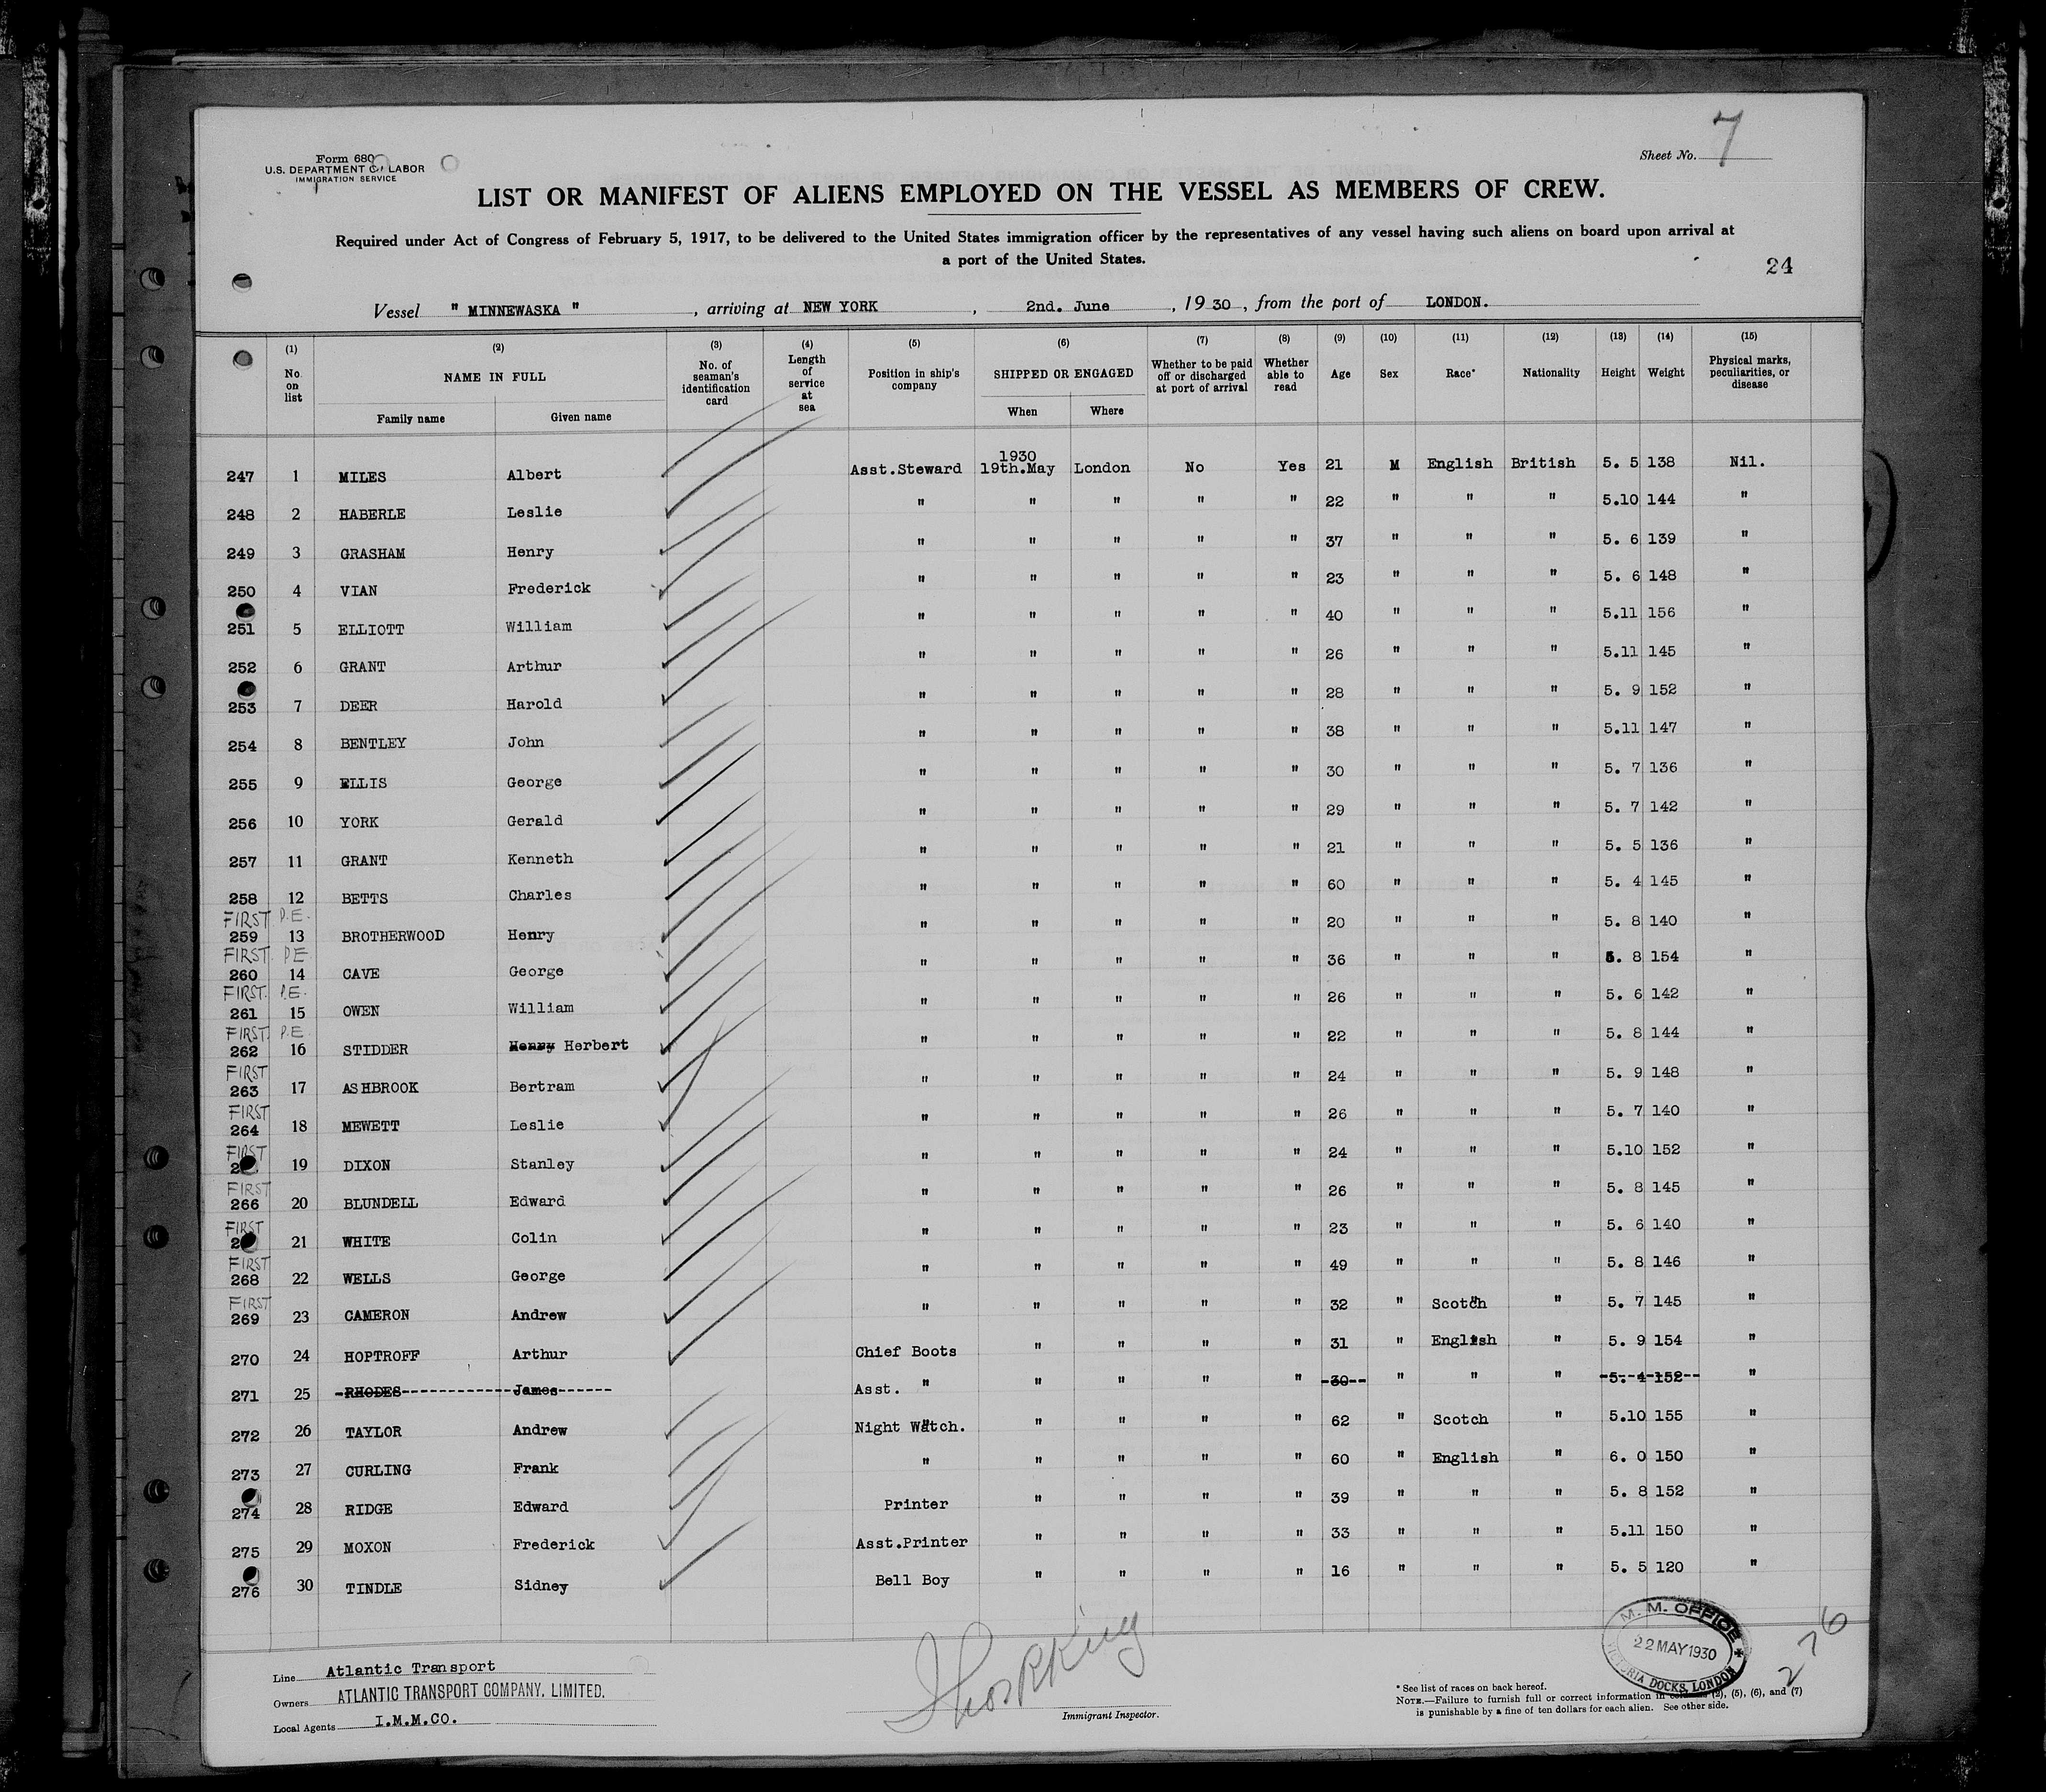 Form 680
U.S. DEPARTMENT OF LABOR
IMMIGRATION SERVICE
Sheet No. 7
LIST OR MANIFEST OF ALIENS EMPLOYED ON THE VESSEL AS MEMBERS OF CREW.
Required under Act of Congress of February 5, 1917, to be delivered to the United States immigration officer by the representatives of any vessel having such aliens on board upon arrival at
a port of the United States.
24
Vessel " MINNEWASKA " , arriving at NEW YORK , 2nd. June , 19 30 , from the port of LONDON.
(1) (2) (3) (4) (5) (6) (7) (8) (9) (10) (11) (12) (13) (14) (15)
No. on list NAME IN FULL Family name Given name No. of seaman's identification card Length of service at sea Position in ship's company SHIPPED OR ENGAGED When Where Whether to be paid off or discharged at port of arrival Whether able to read Age Sex Race* Nationality Height Weight Physical marks, peculiarities, or disease
1930
247 1 MILES Albert Asst.Steward 19th.May London No Yes 21 M English British 5. 5 138 Nil.
248 2 HABERLE Leslie " " " " " 22 " " " 5.10 144 "
249 3 GRASHAM Henry " " " " " 37 " " " 5. 6 139 "
250 4 VIAN Frederick " " " " " 23 " " " 5. 6 148 "
251 5 ELLIOTT William " " " " " 40 " " " 5.11 156 "
252 6 GRANT Arthur " " " " " 26 " " " 5.11 145 "
253 7 DEER Harold " " " " " 28 " " " 5. 9 152 "
254 8 BENTLEY John " " " " " 38 " " " 5.11 147 "
255 9 ELLIS George " " " " " 30 " " " 5. 7 136 "
256 10 YORK Gerald " " " " " 29 " " " 5. 7 142 "
257 11 GRANT Kenneth " " " " " 21 " " " 5. 5 136 "
258 12 BETTS Charles " " " " " 60 " " " 5. 4 145 "
FIRST P.E.
259 13 BROTHERWOOD Henry " " " " " 20 " " " 5. 8 140 "
FIRST. P.E.
260 14 CAVE George " " " " " 36 " " " 5. 8 154 "
FIRST. P.E.
261 15 OWEN William " " " " " 26 " " " 5. 6 142 "
FIRST. P.E.
262 16 STIDDER Henry Herbert " " " " " 22 " " " 5. 8 144 "
FIRST
263 17 ASHBROOK Bertram " " " " " 24 " " " 5. 9 148 "
FIRST
264 18 MEWETT Leslie " " " " " 26 " " " 5. 7 140 "
FIRST
19 DIXON Stanley " " " " " 24 " " " 5.10 152 "
FIRST
266 20 BLUNDELL Edward " " " " " 26 " " " 5. 8 145 "
FIRST
21 WHITE Colin " " " " " 23 " " " 5. 6 140 "
FIRST
268 22 WELLS George " " " " " 49 " " " 5. 8 146 "
FIRST
269 23 CAMERON Andrew " " " " " 32 " Scotch " 5. 7 145 "
270 24 HOPTROFF Arthur Chief Boots " " " " 31 " English " 5. 9 154 "
271 25 RHODES James Asst. " " " " " 30 " " " 5. 4 152 "
272 26 TAYLOR Andrew Night Watch. " " " " 62 " Scotch " 5.10 155 "
273 27 CURLING Frank " " " " " 60 " English " 6. 0 150 "
274 28 RIDGE Edward Printer " " " " 39 " " " 5. 8 152 "
275 29 MOXON Frederick Asst.Printer " " " " 33 " " " 5.11 150 "
276 30 TINDLE Sidney Bell Boy " " " " 16 " " " 5. 5 120 "
Line Atlantic Transport
Owners ATLANTIC TRANSPORT COMPANY, LIMITED.
Local Agents I.M.M.CO.
Immigrant Inspector.
M. M. OFFICE
22 MAY 1930
VICTORIA DOCKS, LONDON
276
* See list of races on back hereof.
NOTE.—Failure to furnish full or correct information in columns (2), (5), (6), and (7)
is punishable by a fine of ten dollars for each alien. See other side.